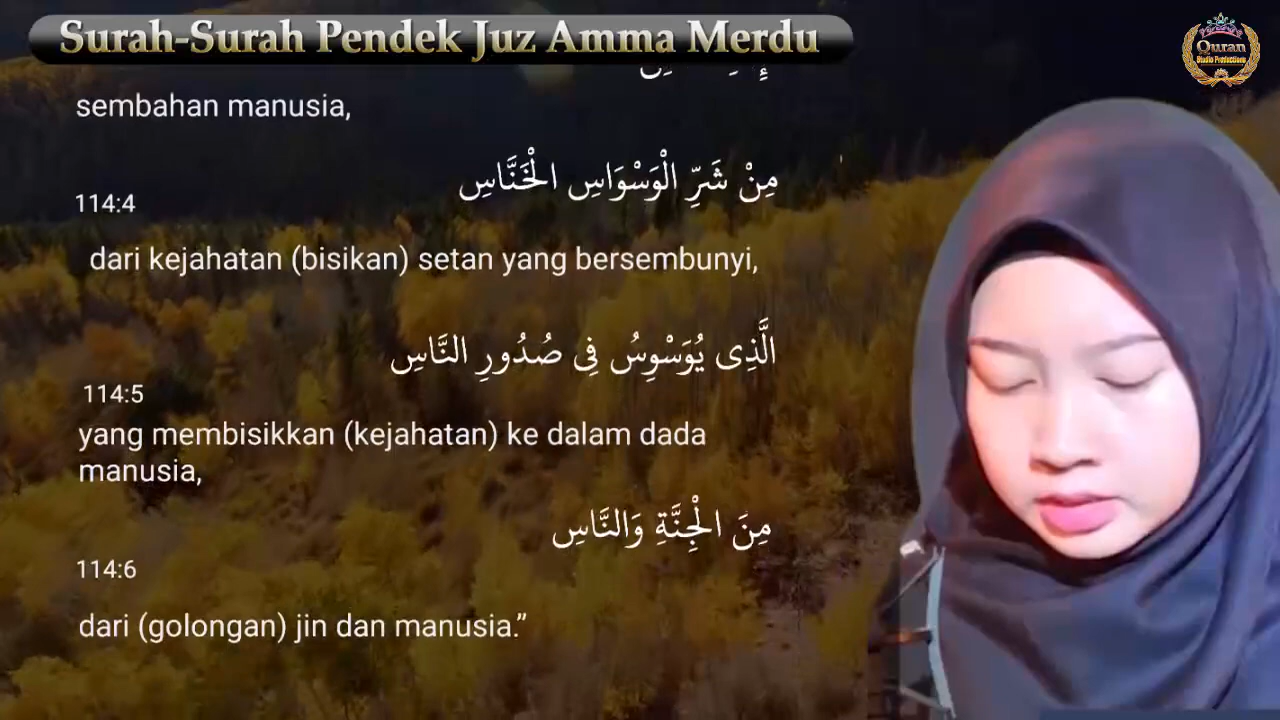 Surah-Surah Pendek Juz Amma Merdu
Quran
Studio Productions
sembahan manusia,
مِنْ شَرِّ الْوَسْوَاسِ الْخَنَّاسِ
114:4
dari kejahatan (bisikan) setan yang bersembunyi,
الَّذِى يُوَسْوِسُ فِى صُدُورِ النَّاسِ
114:5
yang membisikkan (kejahatan) ke dalam dada
manusia,
مِنَ الْجِنَّةِ وَالنَّاسِ
114:6
dari (golongan) jin dan manusia.”